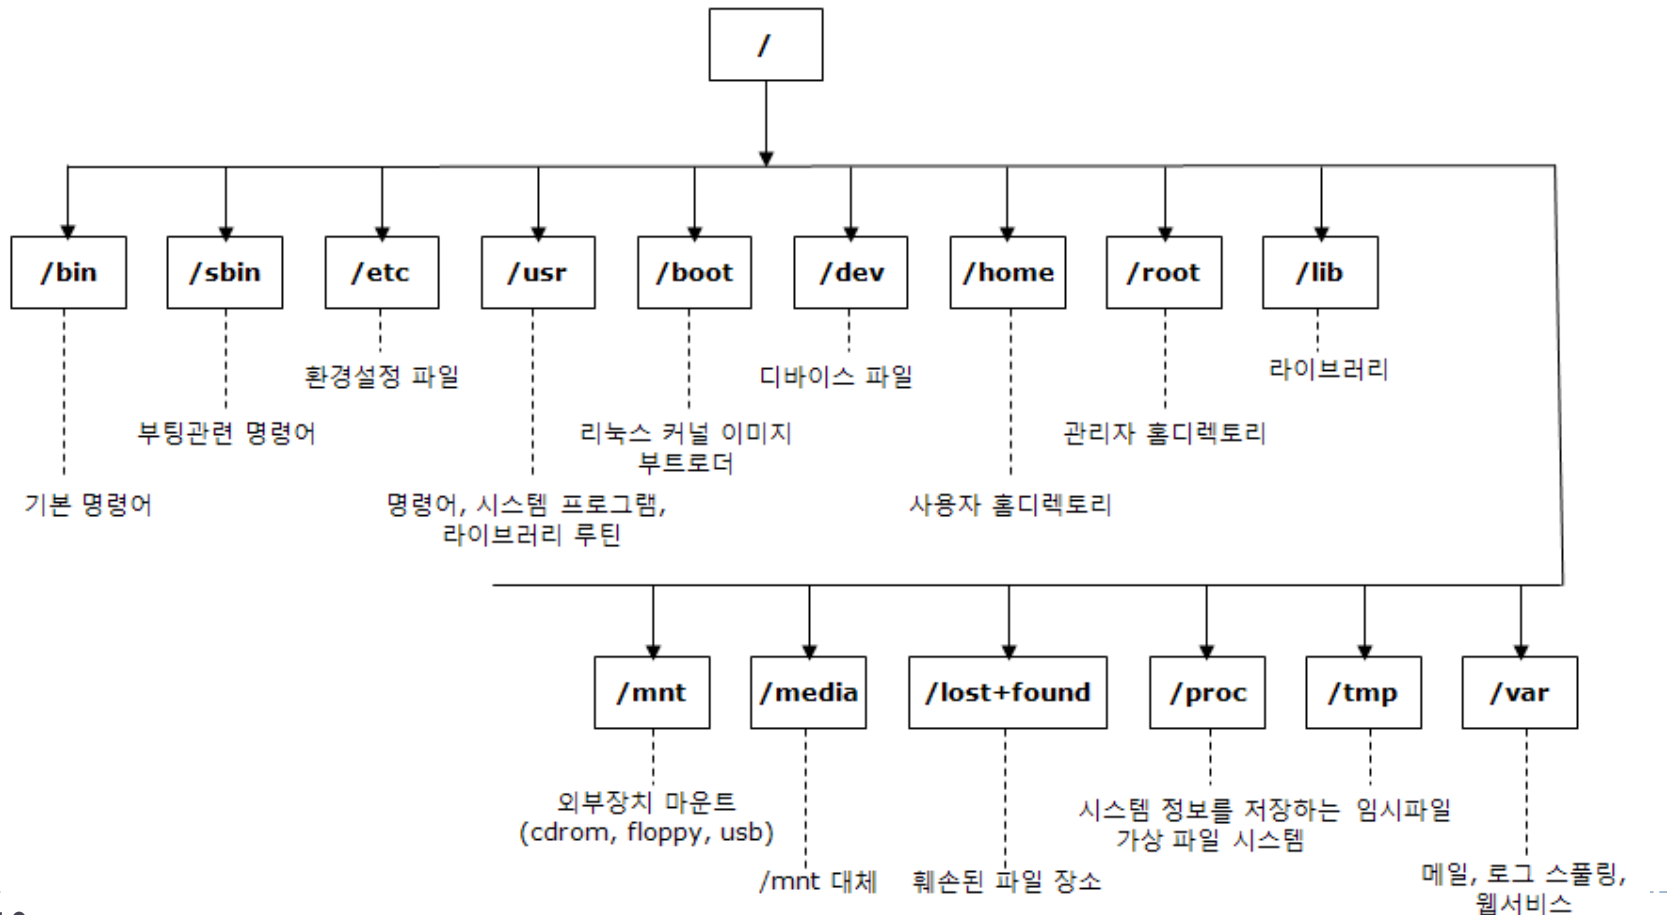 /
/bin
/sbin
/etc
/usr
/boot
/dev
/home
/root
/lib
환경설정 파일
디바이스 파일
라이브러리
부팅관련 명령어
리눅스 커널 이미지
부트로더
관리자 홈디렉토리
기본 명령어
명령어, 시스템 프로그램,
라이브러리 루틴
사용자 홈디렉토리
/mnt
/media
/lost+found
/proc
/tmp
/var
외부장치 마운트
(cdrom, floppy, usb)
시스템 정보를 저장하는
가상 파일 시스템
임시파일
/mnt 대체
훼손된 파일 장소
메일, 로그 스풀링,
웹서비스